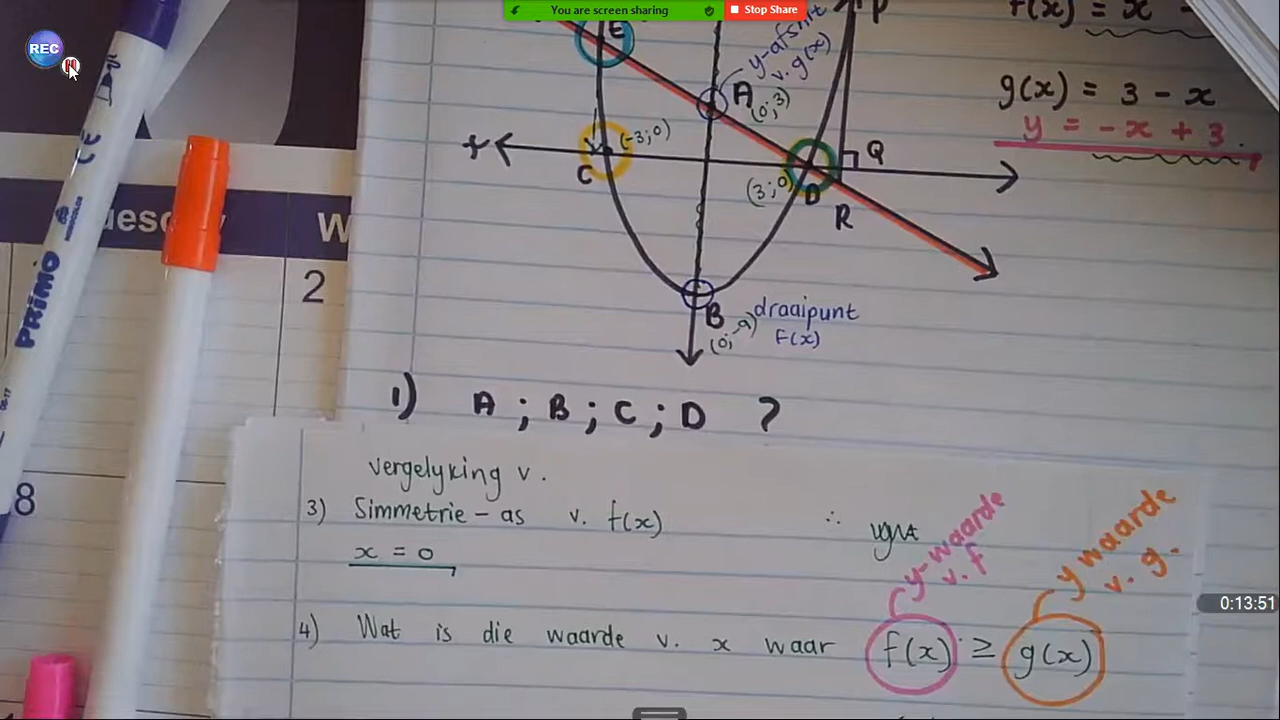 You are screen sharing
Stop Share
REC
f(x) = x -
P
E
y-afsnit
v. g(x)
A
(0;3)
g(x) = 3 - x
y = -x + 3.
(-3;0)
Q
C
(3;0)
D
R
CE
PRIMO
uesday
W
2
B
(0;-9)
draaipunt
f(x)
1) A ; B ; C ; D ?
8
vergelyking v.
3) Simmetrie-as v. f(x) ∴
x = 0
y-waarde
v. f
y waarde
v. g.
0:13:51
4) Wat is die waarde v. x waar f(x) ≥ g(x)